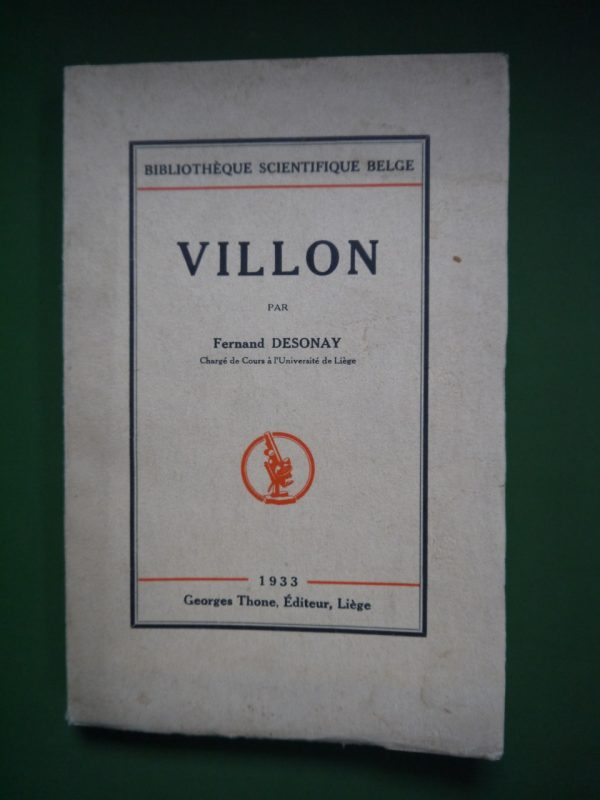 BIBLIOTHÈQUE SCIENTIFIQUE BELGE
VILLON
PAR
Fernand DESONAY
Chargé de Cours à l'Université de Liège
1933
Georges Thone, Éditeur, Liège